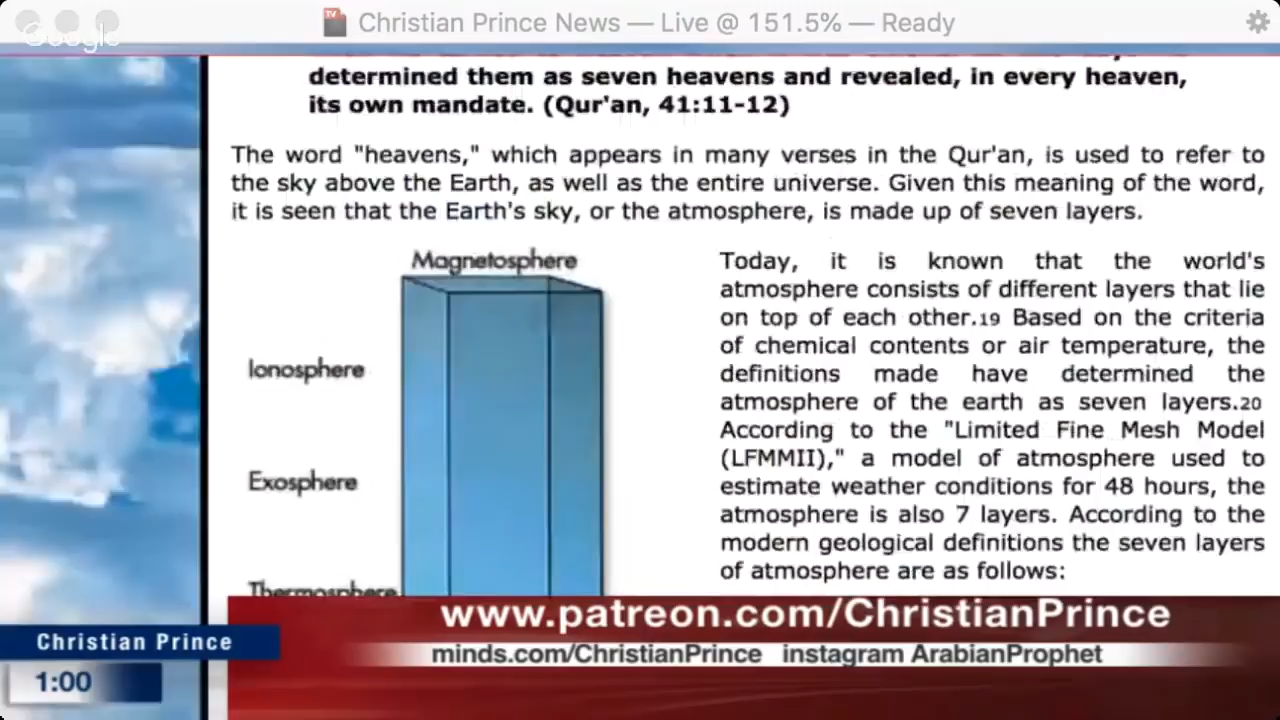 Christian Prince News — Live @ 151.5% — Ready
Google
determined them as seven heavens and revealed, in every heaven,
its own mandate. (Qur'an, 41:11-12)
The word "heavens," which appears in many verses in the Qur'an, is used to refer to
the sky above the Earth, as well as the entire universe. Given this meaning of the word,
it is seen that the Earth's sky, or the atmosphere, is made up of seven layers.
Magnetosphere
Ionosphere
Exosphere
Thermosphere
Today, it is known that the world's
atmosphere consists of different layers that lie
on top of each other.19 Based on the criteria
of chemical contents or air temperature, the
definitions made have determined the
atmosphere of the earth as seven layers.20
According to the "Limited Fine Mesh Model
(LFMMII)," a model of atmosphere used to
estimate weather conditions for 48 hours, the
atmosphere is also 7 layers. According to the
modern geological definitions the seven layers
of atmosphere are as follows:
www.patreon.com/ChristianPrince
minds.com/ChristianPrince instagram ArabianProphet
Christian Prince
1:00